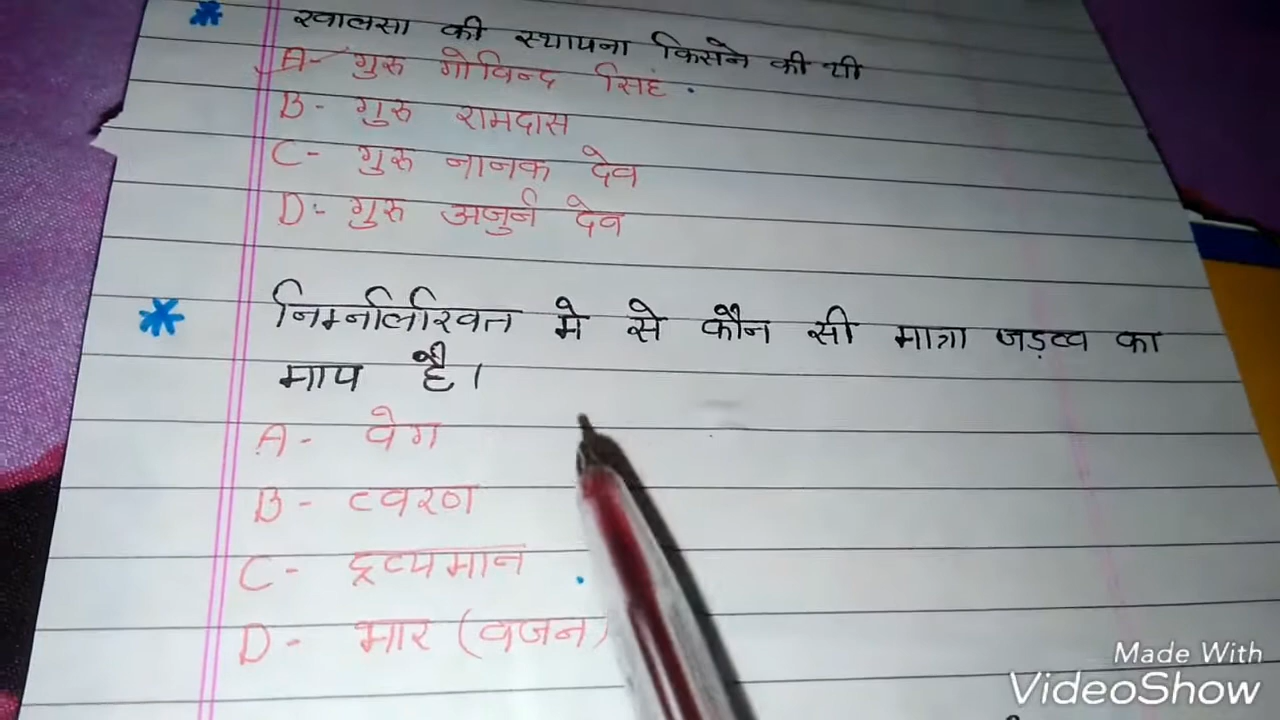 * खालसा की स्थापना किसने की थी
A- गुरु गोविन्द सिहं .
B- गुरु रामदास
C- गुरु नानक देव
D- गुरु अर्जुन देव
* निम्नलिखित मे से कौन सी मात्रा जड़त्व का
माप है।
A- वेग
B- त्वरण
C- द्रव्यमान .
D- भार (वजन)
Made With
VideoShow